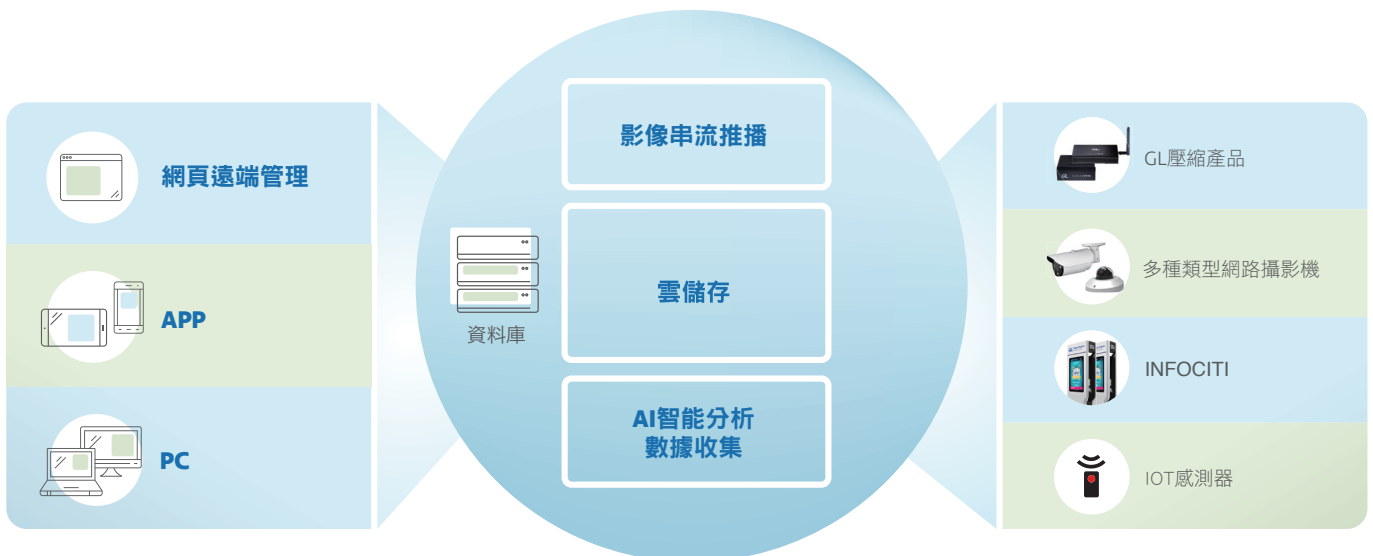 網頁遠端管理
APP
PC
影像串流推播
雲儲存
資料庫
AI智能分析
數據收集
GL壓縮產品
多種類型網路攝影機
INFOCITI
IOT感測器